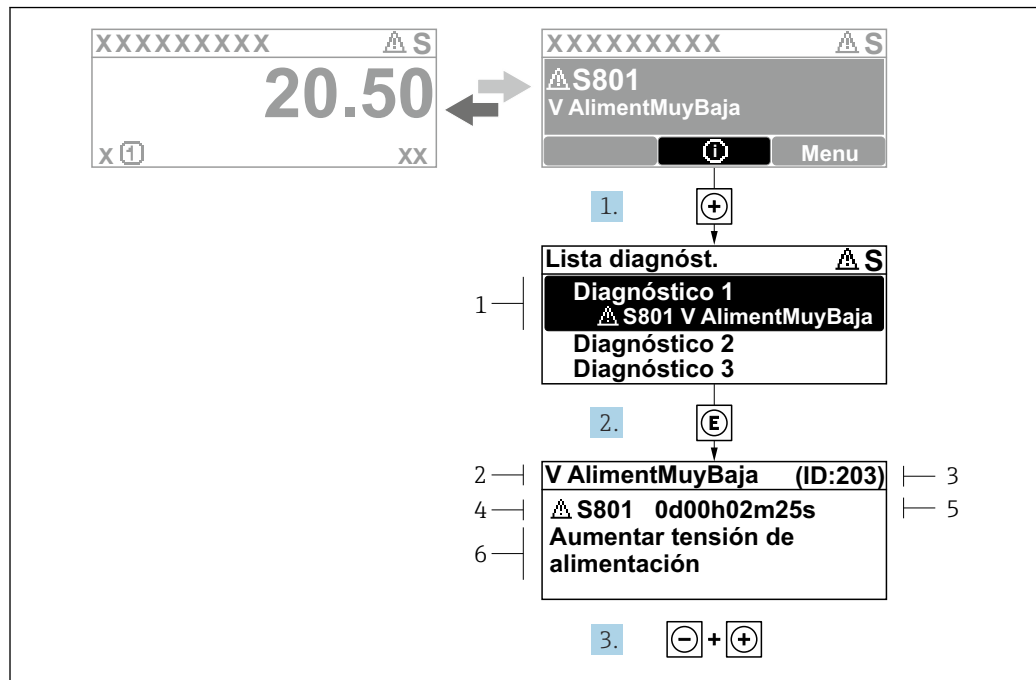 XXXXXXXXX ⚠ S
20.50
x ① xx
XXXXXXXXX ⚠ S
⚠ S801
V AlimentMuyBaja
ⓘ Menu
1. ⊕
Lista diagnóst. ⚠ S
1
Diagnóstico 1
⚠ S801 V AlimentMuyBaja
Diagnóstico 2
Diagnóstico 3
2. Ⓔ
2 V AlimentMuyBaja (ID:203) 3
4 ⚠ S801 0d00h02m25s 5
6 Aumentar tensión de
alimentación
3. ⊖ + ⊕